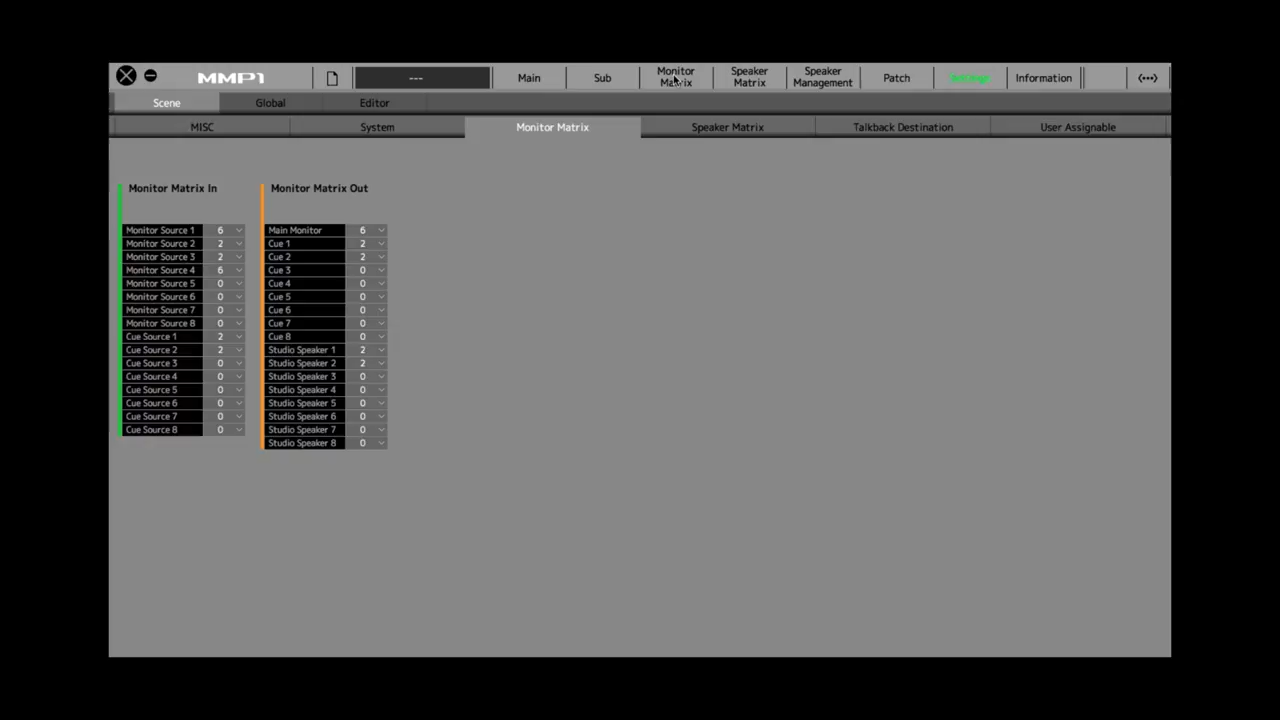 MMP1 --- Main Sub Monitor Matrix Speaker Matrix Speaker Management Patch Settings Information
Scene Global Editor
MISC System Monitor Matrix Speaker Matrix Talkback Destination User Assignable
Monitor Matrix In Monitor Matrix Out
Monitor Source 1 6 Main Monitor 6
Monitor Source 2 2 Cue 1 2
Monitor Source 3 2 Cue 2 2
Monitor Source 4 6 Cue 3 0
Monitor Source 5 0 Cue 4 0
Monitor Source 6 0 Cue 5 0
Monitor Source 7 0 Cue 6 0
Monitor Source 8 0 Cue 7 0
Cue Source 1 2 Cue 8 0
Cue Source 2 2 Studio Speaker 1 2
Cue Source 3 0 Studio Speaker 2 2
Cue Source 4 0 Studio Speaker 3 0
Cue Source 5 0 Studio Speaker 4 0
Cue Source 6 0 Studio Speaker 5 0
Cue Source 7 0 Studio Speaker 6 0
Cue Source 8 0 Studio Speaker 7 0
Studio Speaker 8 0